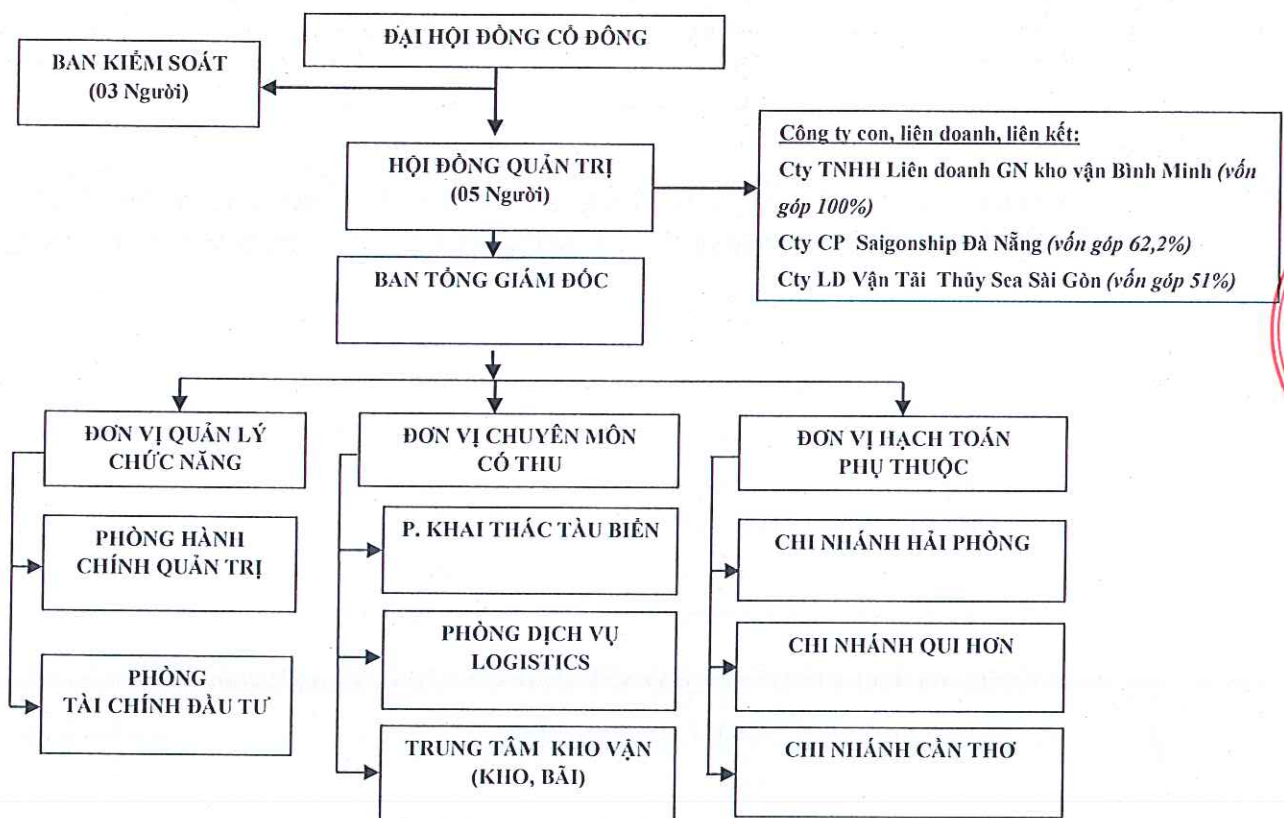 ĐẠI HỘI ĐỒNG CỔ ĐÔNG
BAN KIỂM SOÁT
(03 Người)
HỘI ĐỒNG QUẢN TRỊ
(05 Người)
Công ty con, liên doanh, liên kết:
Cty TNHH Liên doanh GN kho vận Bình Minh (vốn
góp 100%)
Cty CP Saigonship Đà Nẵng (vốn góp 62,2%)
Cty LD Vận Tải Thủy Sea Sài Gòn (vốn góp 51%)
BAN TỔNG GIÁM ĐỐC
ĐƠN VỊ QUẢN LÝ
CHỨC NĂNG
PHÒNG HÀNH
CHÍNH QUẢN TRỊ
PHÒNG
TÀI CHÍNH ĐẦU TƯ
ĐƠN VỊ CHUYÊN MÔN
CÓ THU
P. KHAI THÁC TÀU BIỂN
PHÒNG DỊCH VỤ
LOGISTICS
TRUNG TÂM KHO VẬN
(KHO, BÃI)
ĐƠN VỊ HẠCH TOÁN
PHỤ THUỘC
CHI NHÁNH HẢI PHÒNG
CHI NHÁNH QUI HƠN
CHI NHÁNH CẦN THƠ